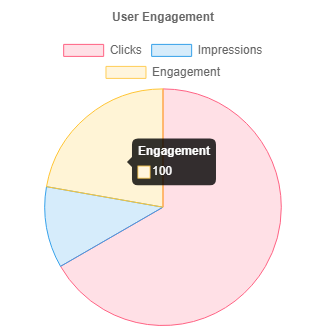 User Engagement
Clicks
Impressions
Engagement
Engagement
100